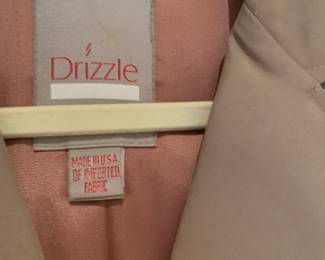 Drizzle
MADE IN U.S.A.
OF IMPORTED
FABRIC